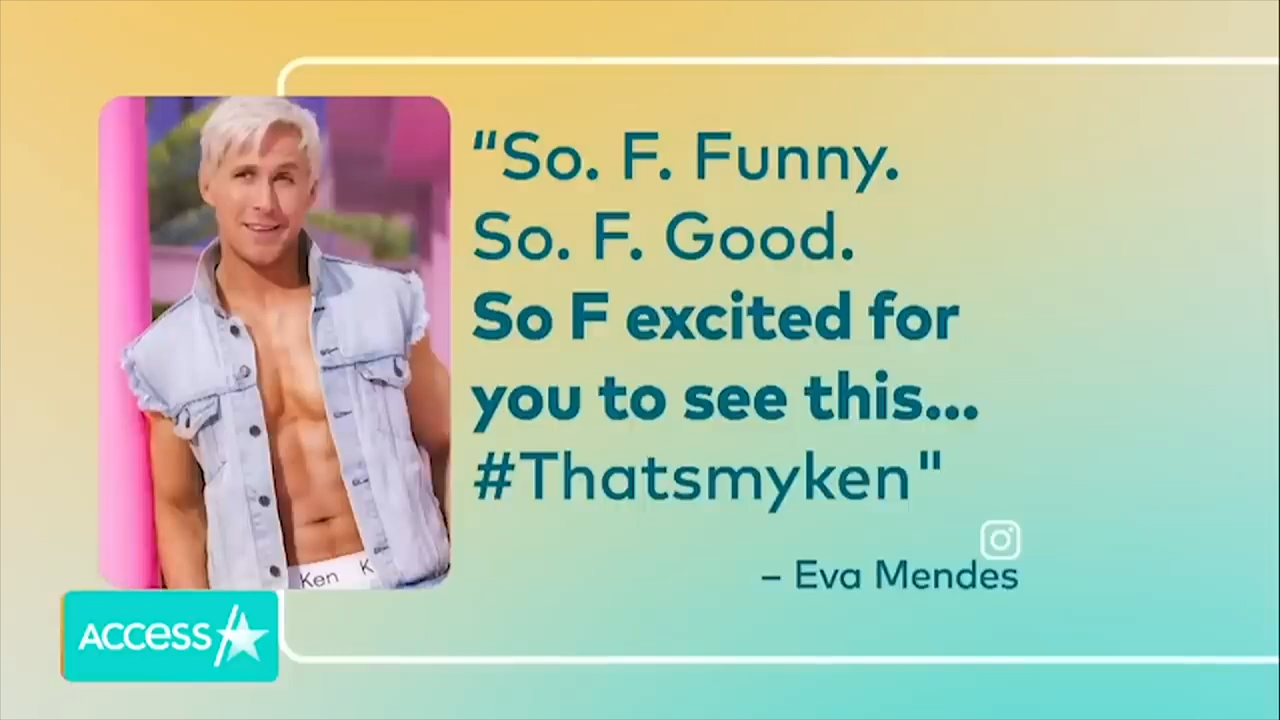 “So. F. Funny.
So. F. Good.
So F excited for
you to see this...
#Thatsmyken"
– Eva Mendes
Ken K
ACCESS